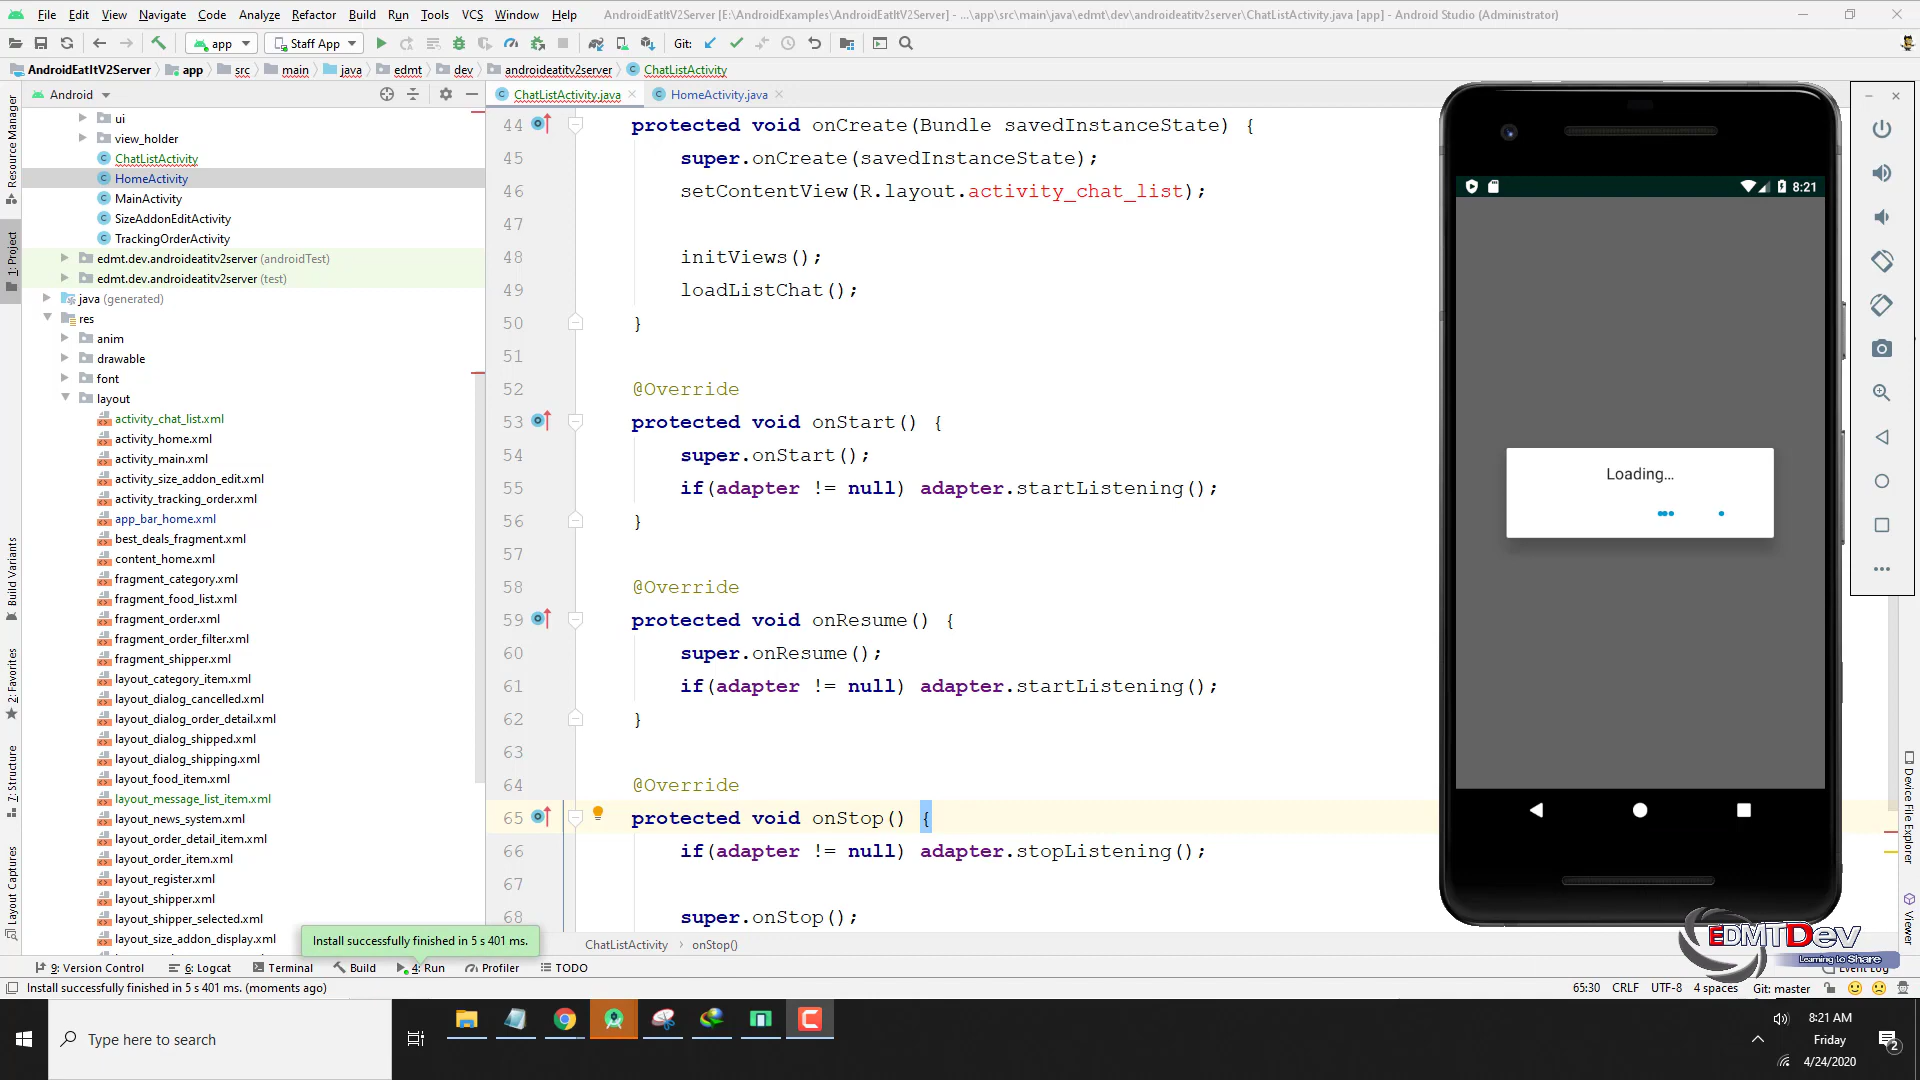 File Edit View Navigate Code Analyze Refactor Build Run Tools VCS Window Help AndroidEatItV2Server [E:\AndroidExamples\AndroidEatItV2Server] - ...\app\src\main\java\edmt\dev\androideatitv2server\ChatListActivity.java [app] - Android Studio (Administrator)
app Staff App Git:
AndroidEatItV2Server app src main java edmt dev androideatitv2server ChatListActivity
Android
ChatListActivity.java HomeActivity.java
ui
view_holder
ChatListActivity
HomeActivity
MainActivity
SizeAddonEditActivity
TrackingOrderActivity
edmt.dev.androideatitv2server (androidTest)
edmt.dev.androideatitv2server (test)
java (generated)
res
anim
drawable
font
layout
activity_chat_list.xml
activity_home.xml
activity_main.xml
activity_size_addon_edit.xml
activity_tracking_order.xml
app_bar_home.xml
best_deals_fragment.xml
content_home.xml
fragment_category.xml
fragment_food_list.xml
fragment_order.xml
fragment_order_filter.xml
fragment_shipper.xml
layout_category_item.xml
layout_dialog_cancelled.xml
layout_dialog_order_detail.xml
layout_dialog_shipped.xml
layout_dialog_shipping.xml
layout_food_item.xml
layout_message_list_item.xml
layout_news_system.xml
layout_order_detail_item.xml
layout_order_item.xml
layout_register.xml
layout_shipper.xml
layout_shipper_selected.xml
layout_size_addon_display.xml
Resource Manager
1: Project
Build Variants
2: Favorites
7: Structure
Layout Captures
44 protected void onCreate(Bundle savedInstanceState) {
45 super.onCreate(savedInstanceState);
46 setContentView(R.layout.activity_chat_list);
47
48 initViews();
49 loadListChat();
50 }
51
52 @Override
53 protected void onStart() {
54 super.onStart();
55 if(adapter != null) adapter.startListening();
56 }
57
58 @Override
59 protected void onResume() {
60 super.onResume();
61 if(adapter != null) adapter.startListening();
62 }
63
64 @Override
65 protected void onStop() {
66 if(adapter != null) adapter.stopListening();
67
68 super.onStop();
8:21
Loading...
Device File Explorer
Viewer
EDMTDev
Learning to Share
Install successfully finished in 5 s 401 ms.
ChatListActivity onStop()
9: Version Control 6: Logcat Terminal Build 4: Run Profiler TODO Event Log
Install successfully finished in 5 s 401 ms. (moments ago) 65:30 CRLF UTF-8 4 spaces Git: master
Type here to search
8:21 AM
Friday
4/24/2020
2